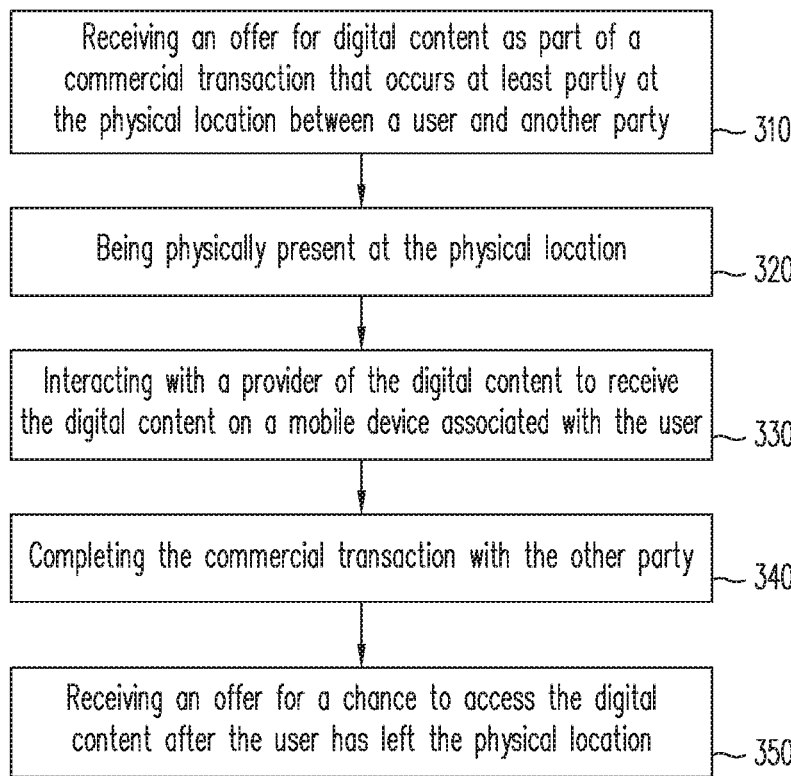 Receiving an offer for digital content as part of a
commercial transaction that occurs at least partly at
the physical location between a user and another party
310
Being physically present at the physical location
320
Interacting with a provider of the digital content to receive
the digital content on a mobile device associated with the user
330
Completing the commercial transaction with the other party
340
Receiving an offer for a chance to access the digital
content after the user has left the physical location
350